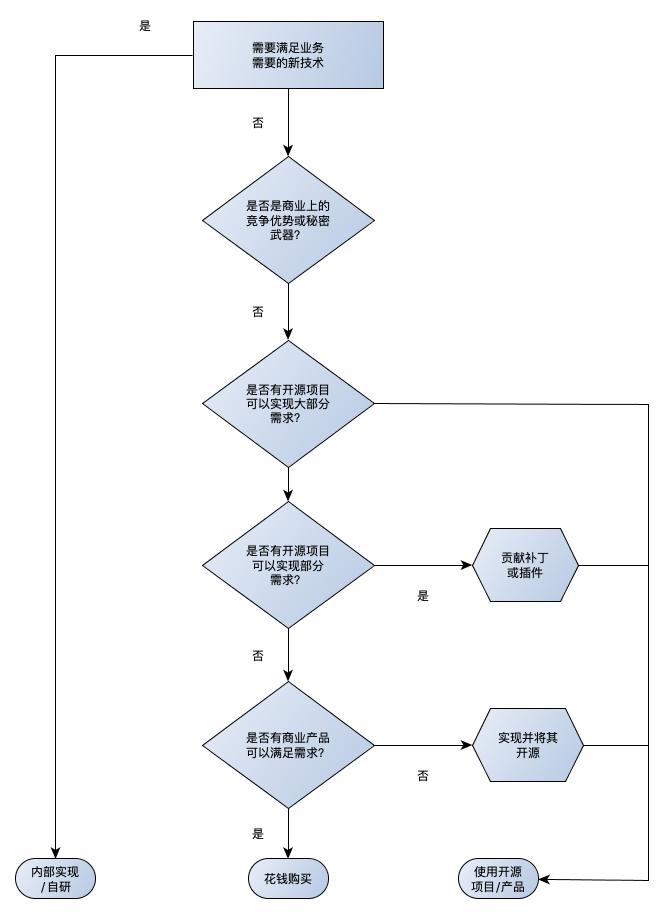 是
需要满足业务
需要的新技术
否
是否是商业上的
竞争优势或秘密
武器?
否
是否有开源项目
可以实现大部分
需求?
是否有开源项目
可以实现部分
需求?
贡献补丁
或插件
是
否
是否有商业产品
可以满足需求?
实现并将其
开源
否
是
内部实现
/自研
花钱购买
使用开源
项目/产品